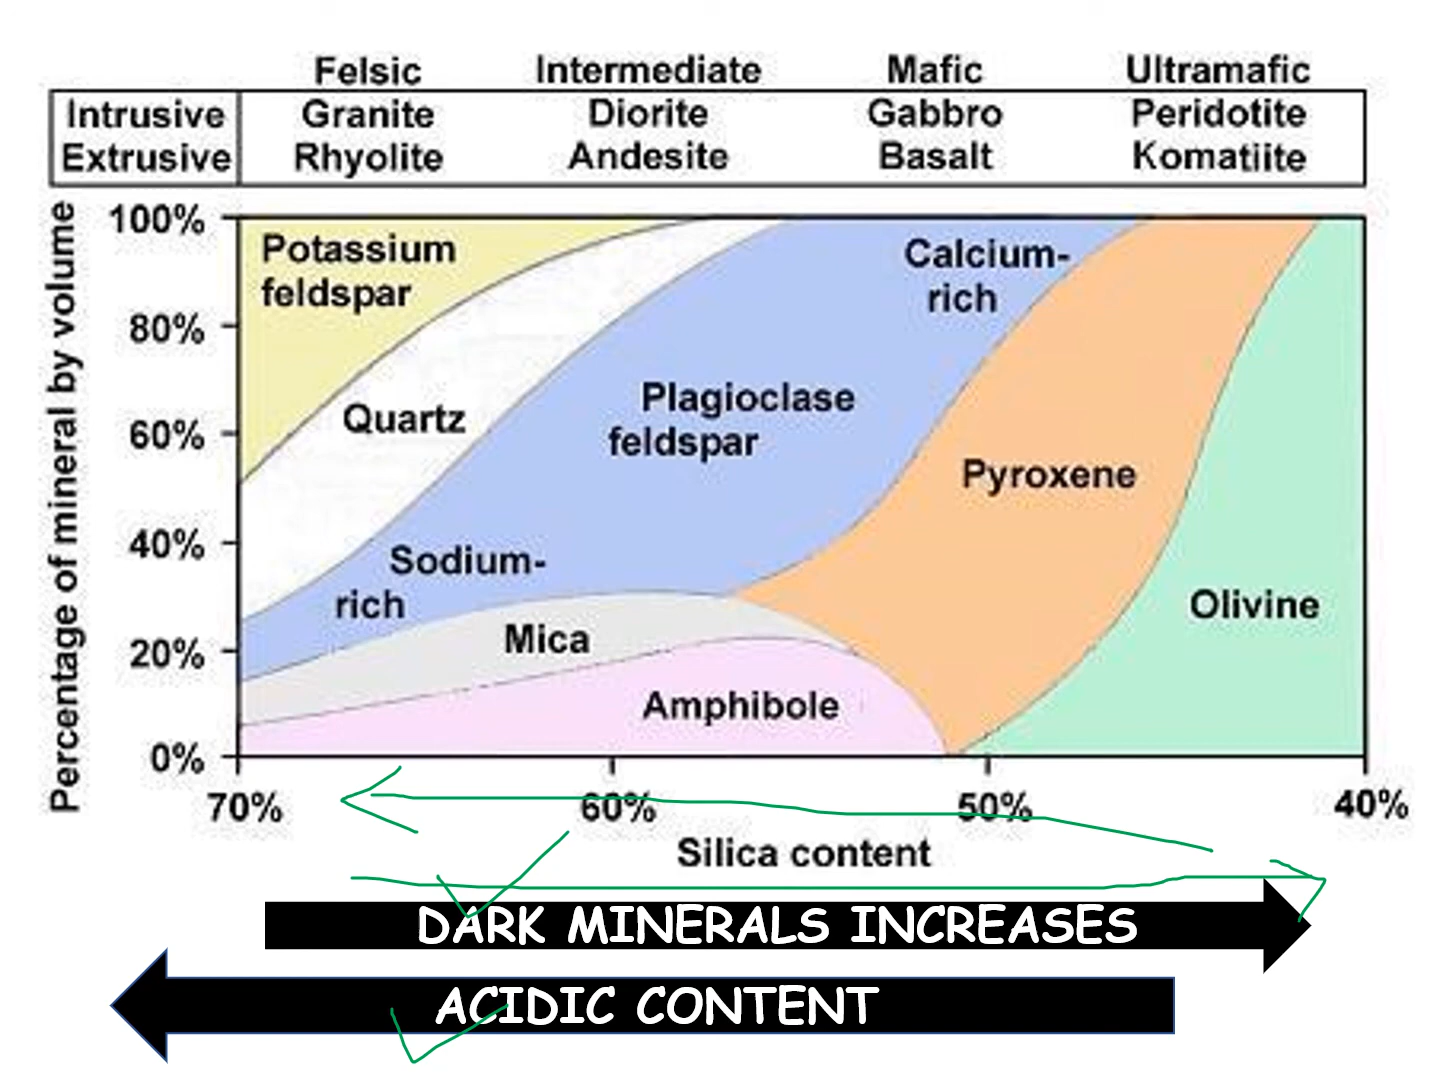 Felsic Intermediate Mafic Ultramafic
Intrusive Granite Diorite Gabbro Peridotite
Extrusive Rhyolite Andesite Basalt Komatiite
Percentage of mineral by volume
100%
80%
60%
40%
20%
0%
Potassium
feldspar
Quartz
Calcium-
rich
Plagioclase
feldspar
Pyroxene
Sodium-
rich
Mica
Olivine
Amphibole
70% 60% 50% 40%
Silica content
DARK MINERALS INCREASES
ACIDIC CONTENT